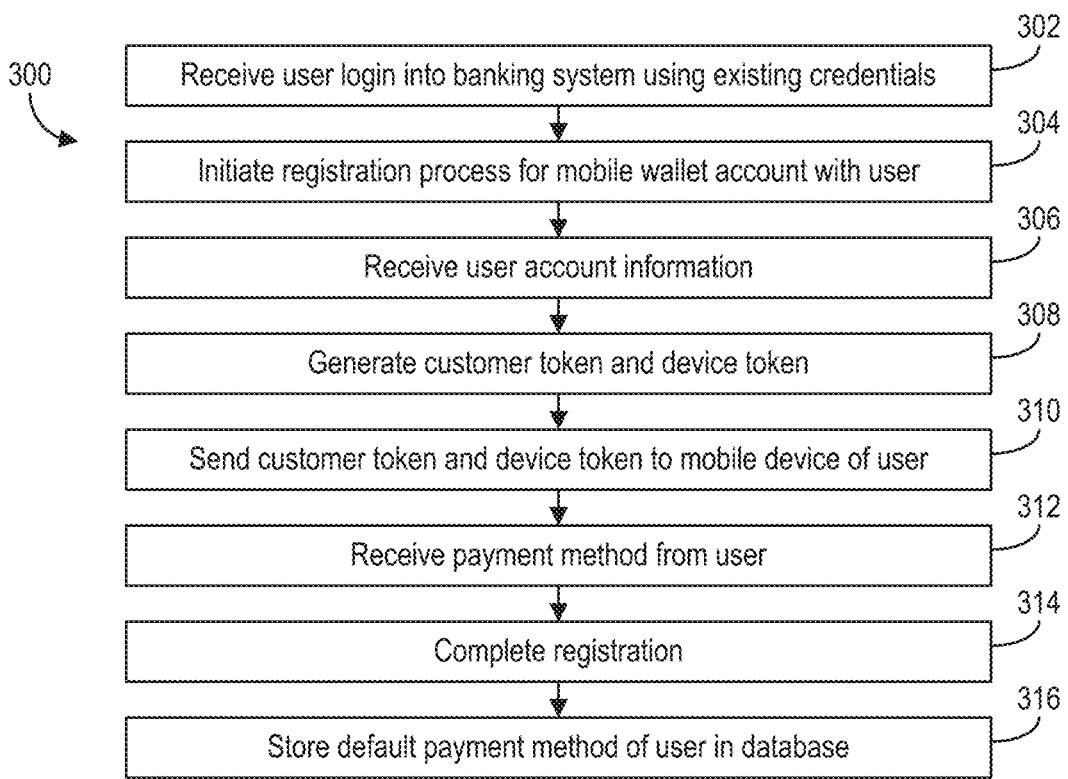 302
300
Receive user login into banking system using existing credentials
304
Initiate registration process for mobile wallet account with user
306
Receive user account information
308
Generate customer token and device token
310
Send customer token and device token to mobile device of user
312
Receive payment method from user
314
Complete registration
316
Store default payment method of user in database